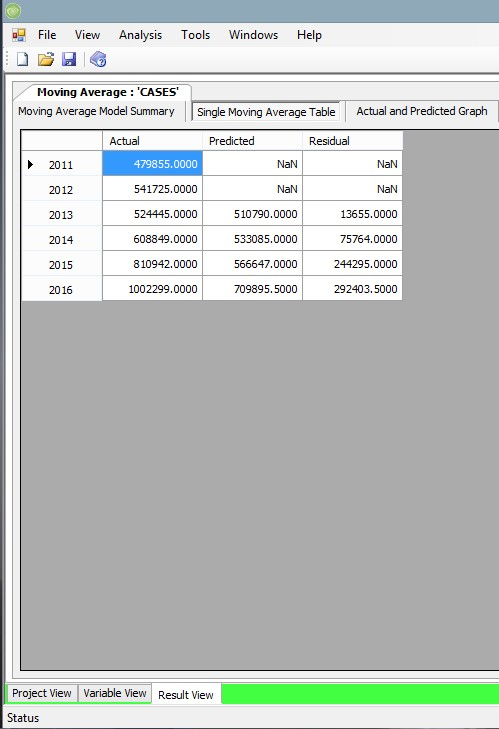 File View Analysis Tools Windows Help
Moving Average : 'CASES'
Moving Average Model Summary Single Moving Average Table Actual and Predicted Graph
Actual Predicted Residual
2011 479855.0000 NaN NaN
2012 541725.0000 NaN NaN
2013 524445.0000 510790.0000 13655.0000
2014 608849.0000 533085.0000 75764.0000
2015 810942.0000 566647.0000 244295.0000
2016 1002299.0000 709895.5000 292403.5000
Project View Variable View Result View
Status